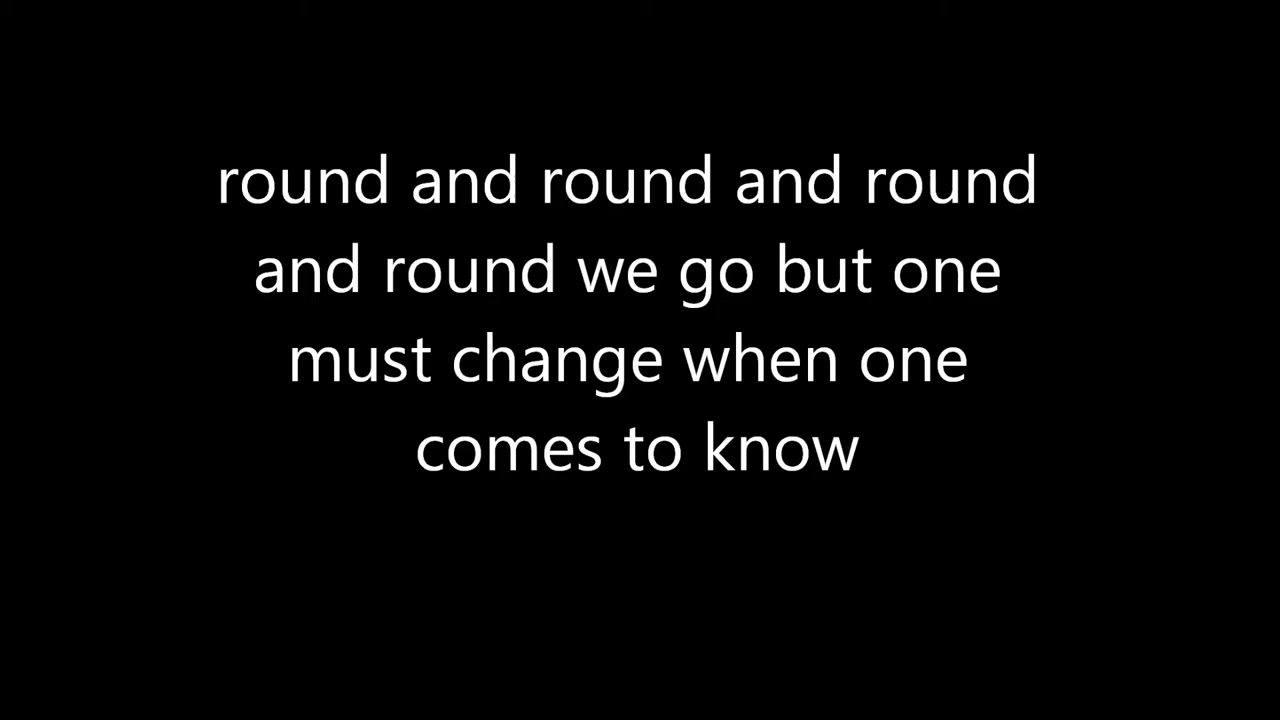 round and round and round
and round we go but one
must change when one
comes to know